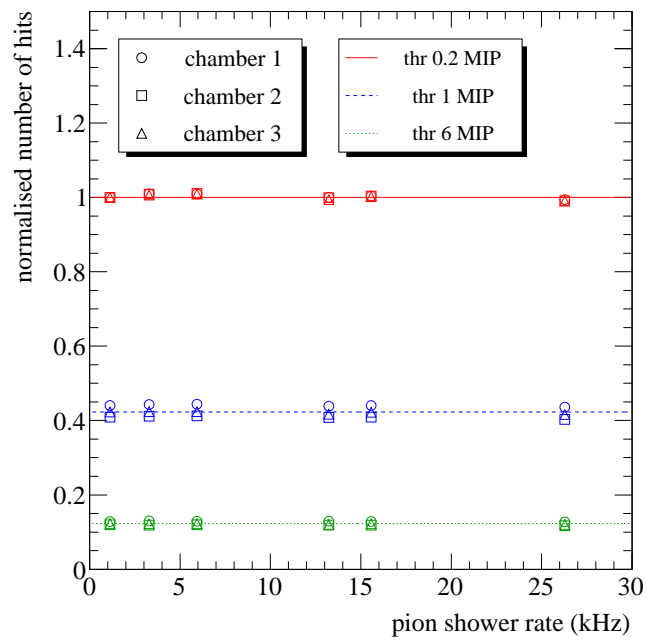 normalised number of hits
1.4
1.2
1
0.8
0.6
0.4
0.2
0
chamber 1
chamber 2
chamber 3
thr 0.2 MIP
thr 1 MIP
thr 6 MIP
0 5 10 15 20 25 30
pion shower rate (kHz)